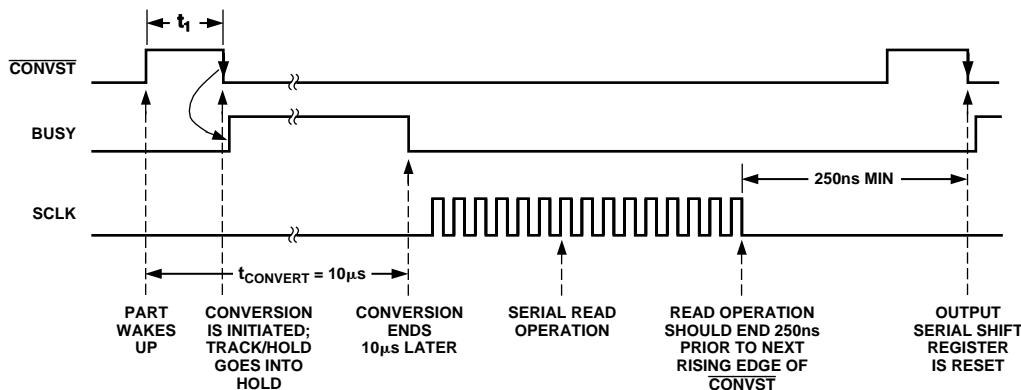 t1
CONVST
BUSY
250ns MIN
SCLK
tCONVERT = 10µs
PART
WAKES
UP
CONVERSION
IS INITIATED;
TRACK/HOLD
GOES INTO
HOLD
CONVERSION
ENDS
10µs LATER
SERIAL READ
OPERATION
READ OPERATION
SHOULD END 250ns
PRIOR TO NEXT
RISING EDGE OF
CONVST
OUTPUT
SERIAL SHIFT
REGISTER
IS RESET